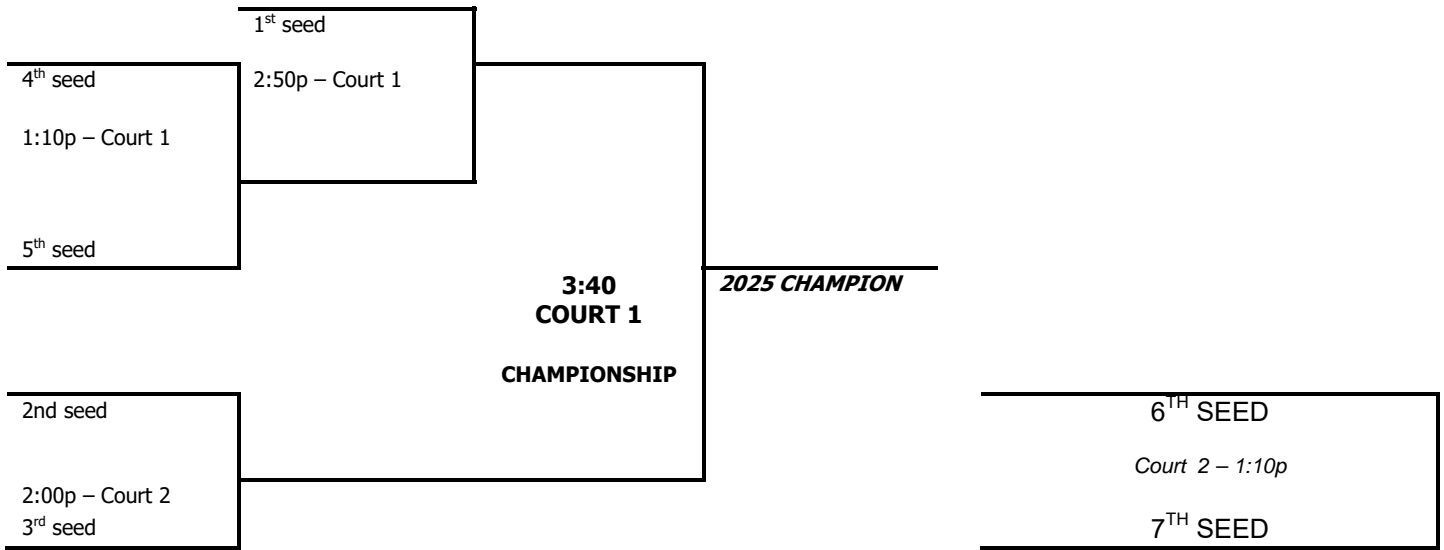 1st seed
4th seed
2:50p – Court 1
1:10p – Court 1
5th seed
3:40
COURT 1
2025 CHAMPION
CHAMPIONSHIP
2nd seed
2:00p – Court 2
3rd seed
6TH SEED
Court 2 – 1:10p
7TH SEED